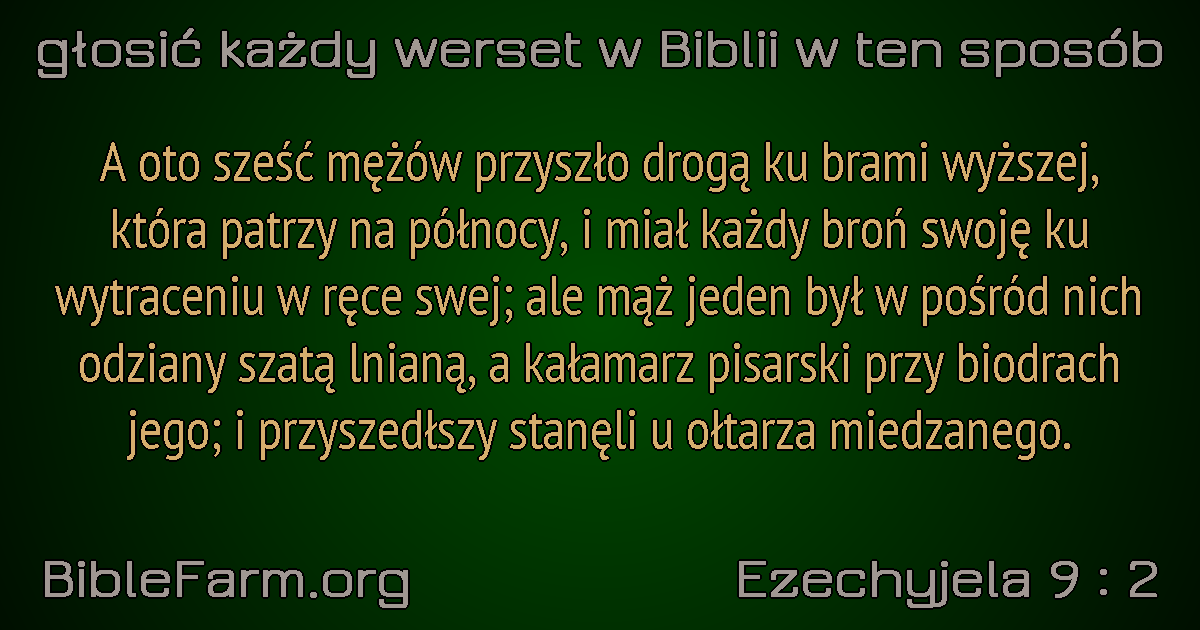 głosić każdy werset w Biblii w ten sposób
A oto sześć mężów przyszło drogą ku brami wyższej,
która patrzy na północy, i miał każdy broń swoję ku
wytraceniu w ręce swej; ale mąż jeden był w pośród nich
odziany szatą lnianą, a kałamarz pisarski przy biodrach
jego; i przyszedłszy stanęli u ołtarza miedzanego.
BibleFarm.org
Ezechyjela 9 : 2